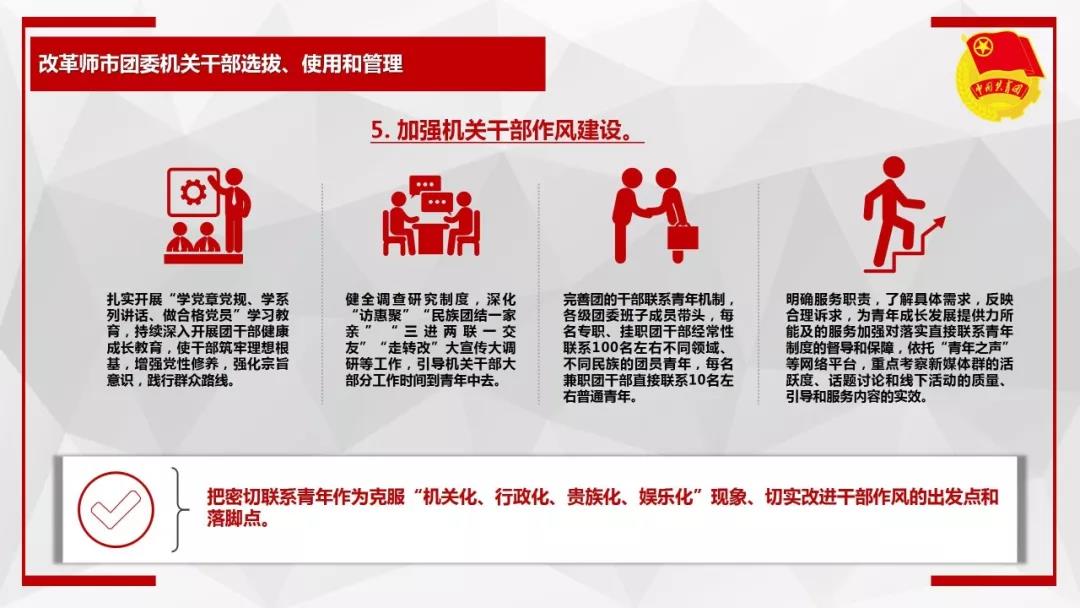 改革师市团委机关干部选拔、使用和管理
中国共青团
5. 加强机关干部作风建设。
扎实开展“学党章党规、学系
列讲话、做合格党员”学习教
育，持续深入开展团干部健康
成长教育，使干部筑牢理想根
基，增强党性修养，强化宗旨
意识，践行群众路线。
健全调查研究制度，深化
“访惠聚”“民族团结一家
亲”“三进两联一交
友”“走转改”大宣传大调
研等工作，引导机关干部大
部分工作时间到青年中去。
完善团的干部联系青年机制，
各级团委班子成员带头，每
名专职、挂职团干部经常性
联系100名左右不同领域、
不同民族的团员青年，每名
兼职团干部直接联系10名左
右普通青年。
明确服务职责，了解具体需求，反映
合理诉求，为青年成长发展提供力所
能及的服务加强对落实直接联系青年
制度的督导和保障，依托“青年之声”
等网络平台，重点考察新媒体群的活
跃度、话题讨论和线下活动的质量、
引导和服务内容的实效。
把密切联系青年作为克服“机关化、行政化、贵族化、娱乐化”现象、切实改进干部作风的出发点和
落脚点。